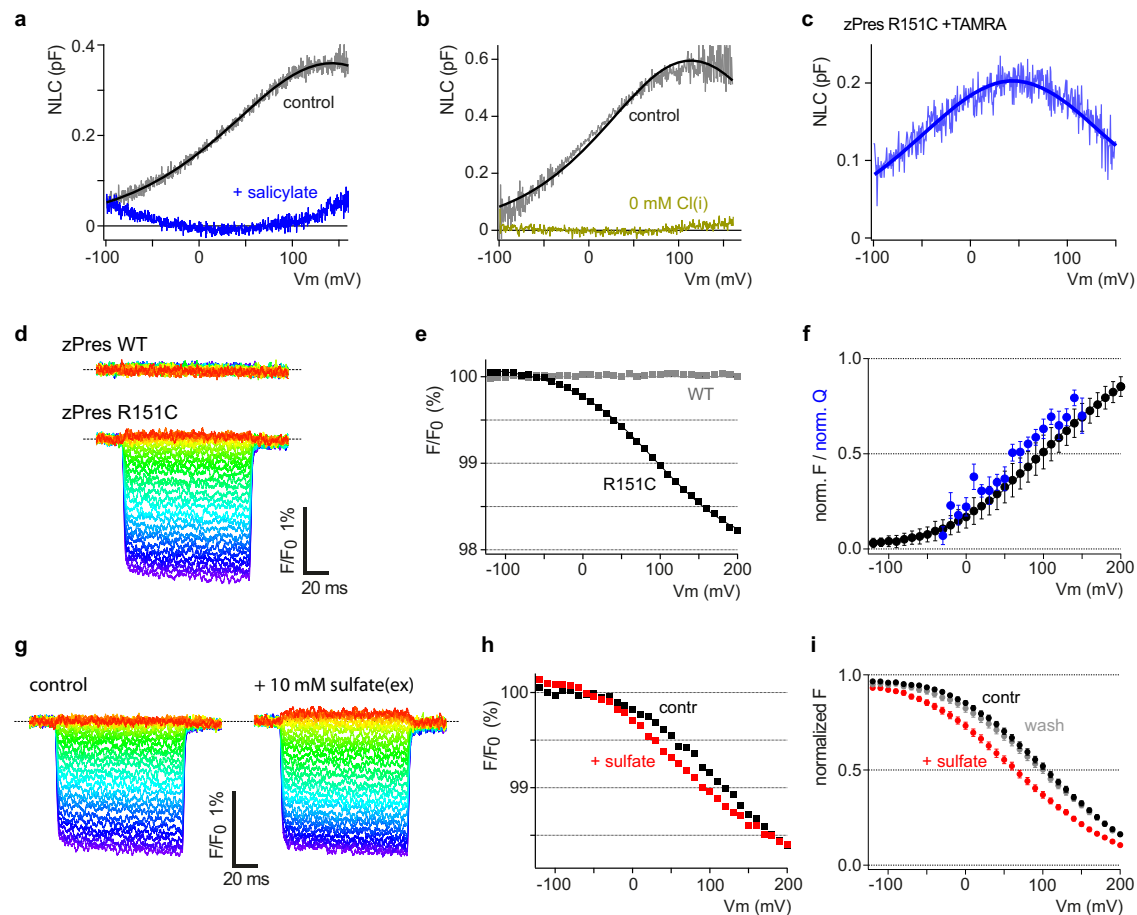 a
NLC (pF)
0.4
0.2
0
control
+ salicylate
-100 0 100
Vm (mV)
b
NLC (pF)
0.6
0.4
0.2
0
control
0 mM Cl(i)
-100 0 100
Vm (mV)
c
zPres R151C +TAMRA
NLC (pF)
0.2
0.1
0
-100 0 100
Vm (mV)
d
zPres WT
zPres R151C
F/F0 1%
20 ms
e
F/F0 (%)
100
99
98
WT
R151C
-100 0 100 200
Vm (mV)
f
norm. F / norm. Q
1.0
0.5
0.0
-100 0 100 200
Vm (mV)
g
control
+ 10 mM sulfate(ex)
F/F0 1%
20 ms
h
F/F0 (%)
100
99
contr
+ sulfate
-100 0 100 200
Vm (mV)
i
normalized F
1.0
0.5
0.0
contr
wash
+ sulfate
-100 0 100 200
Vm (mV)